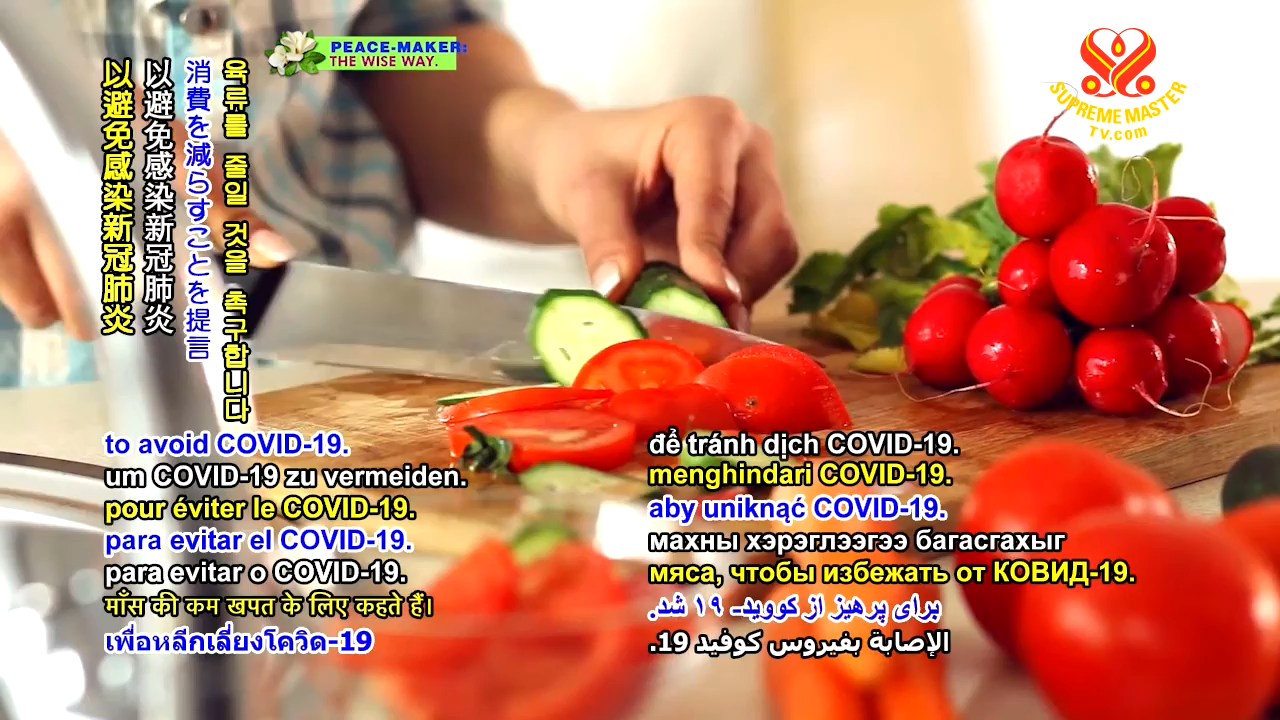 PEACE-MAKER:
THE WISE WAY.
SUPREME MASTER
TV.com
육류를 줄일 것을 촉구합니다
消費を減らすことを提言
以避免感染新冠肺炎
以避免感染新冠肺炎
to avoid COVID-19.
um COVID-19 zu vermeiden.
pour éviter le COVID-19.
para evitar el COVID-19.
para evitar o COVID-19.
माँस की कम खपत के लिए कहते हैं।
เพื่อหลีกเลี่ยงโควิด-19
để tránh dịch COVID-19.
menghindari COVID-19.
aby uniknąć COVID-19.
махны хэрэглээгээ багасгахыг
мяса, чтобы избежать от КОВИД-19.
برای پرهیز از کووید- ۱۹ شد.
الإصابة بفيروس كوفيد 19.